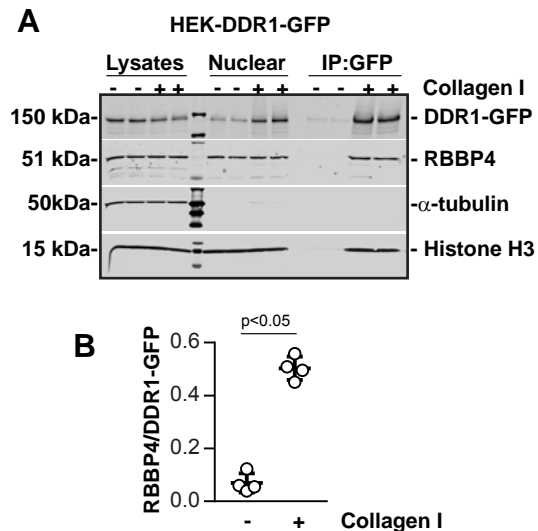 A
HEK-DDR1-GFP
Lysates Nuclear IP:GFP
- - + + - - + + - - + + Collagen I
150 kDa- - DDR1-GFP
51 kDa- - RBBP4
50kDa- -α-tubulin
15 kDa- - Histone H3
B
p<0.05
0.6
0.4
0.2
0.0
RBBP4/DDR1-GFP
- + Collagen I